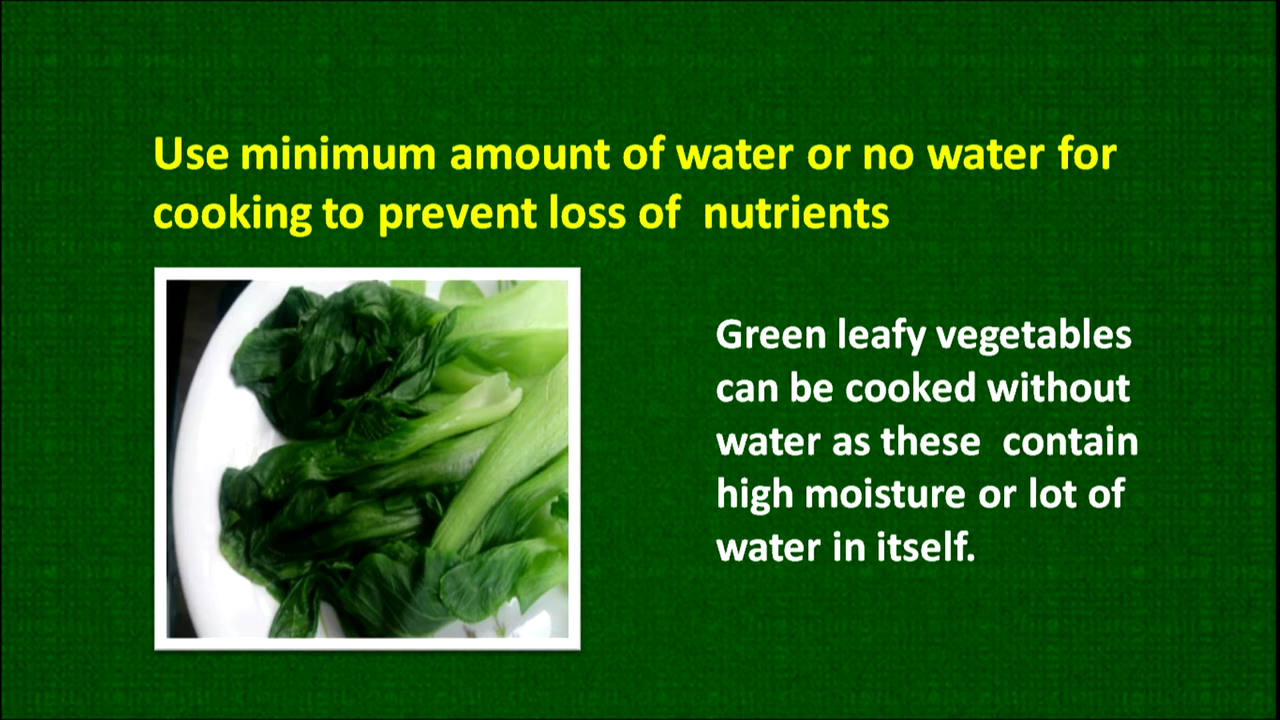 Use minimum amount of water or no water for
cooking to prevent loss of nutrients
Green leafy vegetables
can be cooked without
water as these contain
high moisture or lot of
water in itself.